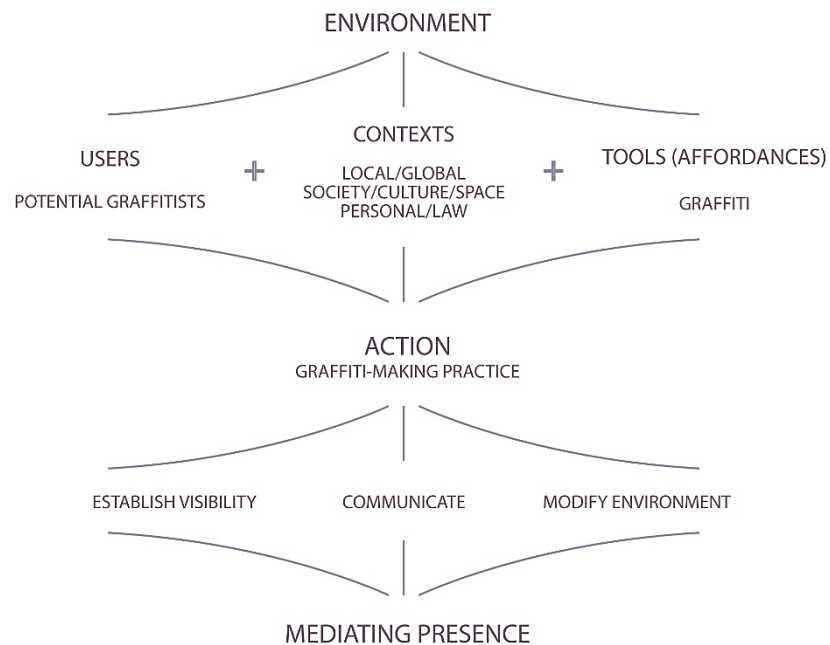 ENVIRONMENT
USERS
POTENTIAL GRAFFITISTS
+
CONTEXTS
LOCAL/GLOBAL
SOCIETY/CULTURE/SPACE
PERSONAL/LAW
+
TOOLS (AFFORDANCES)
GRAFFITI
ACTION
GRAFFITI-MAKING PRACTICE
ESTABLISH VISIBILITY
COMMUNICATE
MODIFY ENVIRONMENT
MEDIATING PRESENCE